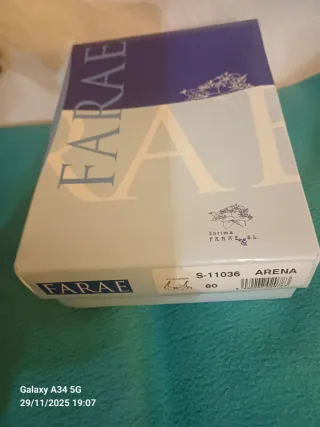 FARAE
FARAE
Intima
FARAE S.L.
FARAE
S-11036 ARENA
90
Galaxy A34 5G
29/11/2025 19:07